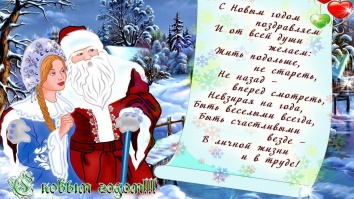 С Новым годом
поздравляем
И от всей души
желаем:
Жить подольше,
не стареть,
Не назад –
вперед смотреть,
Невзирая на года,
Быть веселыми всегда,
Быть счастливыми
везде –
В личной жизни
и в труде!
С новым годом!!!